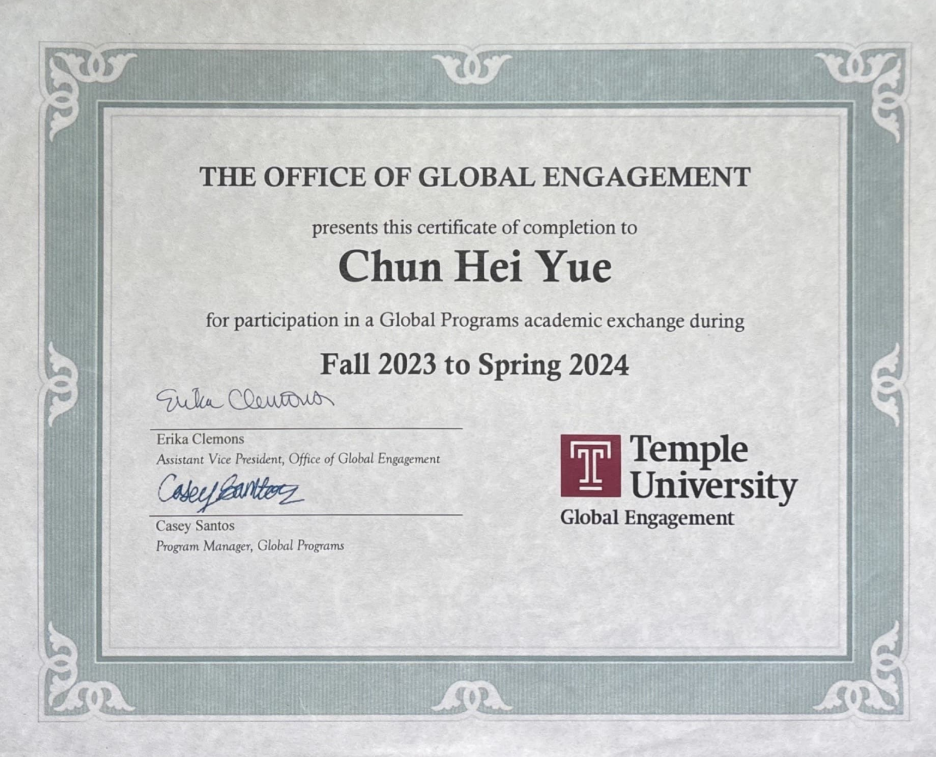 THE OFFICE OF GLOBAL ENGAGEMENT
presents this certificate of completion to
Chun Hei Yue
for participation in a Global Programs academic exchange during
Fall 2023 to Spring 2024
Erika Clemons
Erika Clemons
Assistant Vice President, Office of Global Engagement
Casey Santos
Casey Santos
Program Manager, Global Programs
T Temple
University
Global Engagement